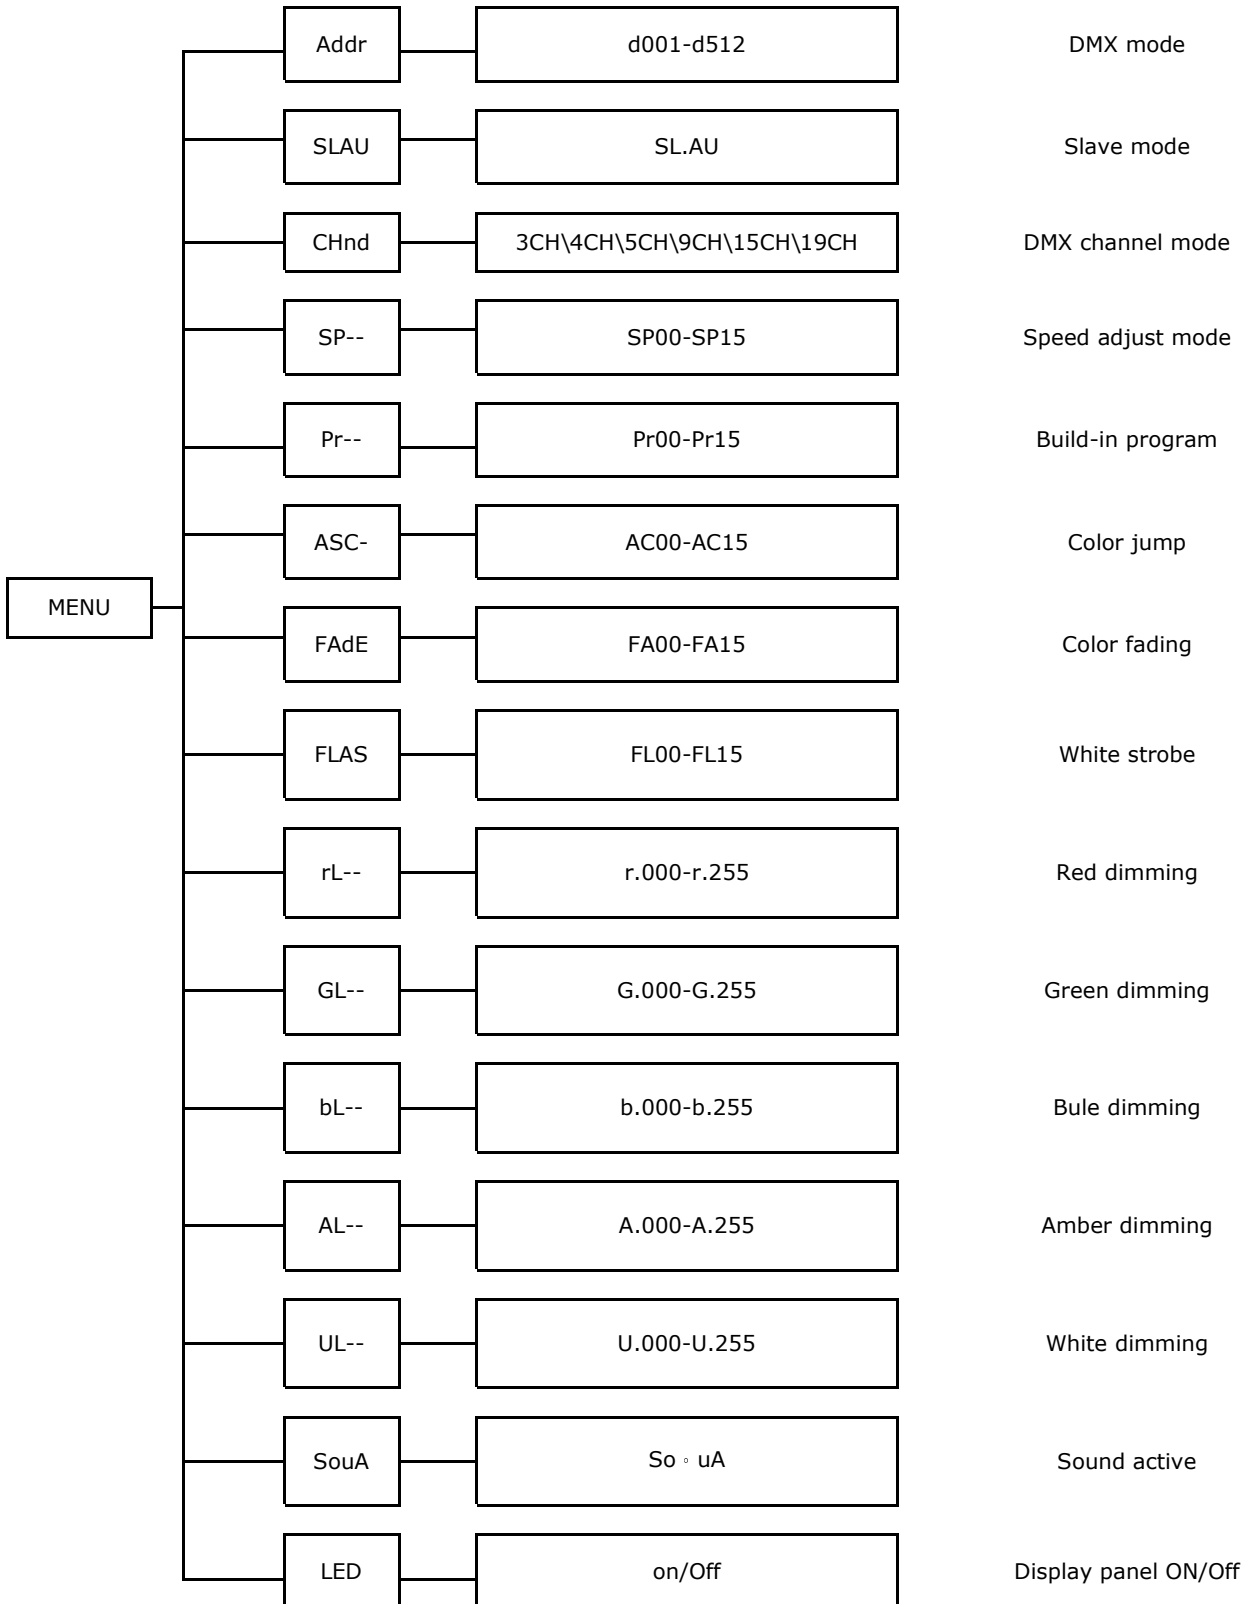 Addr d001-d512 DMX mode
SLAU SL.AU Slave mode
CHnd 3CH\4CH\5CH\9CH\15CH\19CH DMX channel mode
SP-- SP00-SP15 Speed adjust mode
Pr-- Pr00-Pr15 Build-in program
ASC- AC00-AC15 Color jump
MENU
FAdE FA00-FA15 Color fading
FLAS FL00-FL15 White strobe
rL-- r.000-r.255 Red dimming
GL-- G.000-G.255 Green dimming
bL-- b.000-b.255 Bule dimming
AL-- A.000-A.255 Amber dimming
UL-- U.000-U.255 White dimming
SouA So。uA Sound active
LED on/Off Display panel ON/Off